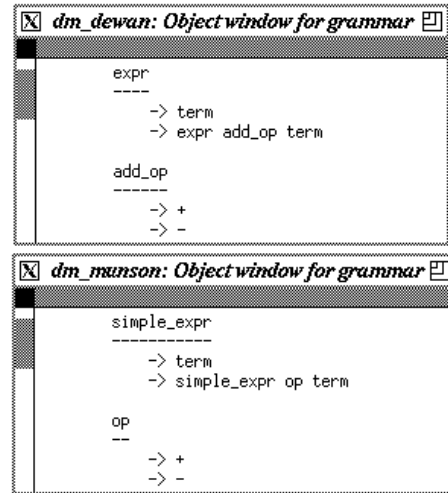 X dm_dewan: Object window for grammar
expr
----
-> term
-> expr add_op term
add_op
------
-> +
-> -
X dm_munson: Object window for grammar
simple_expr
-----------
-> term
-> simple_expr op term
op
--
-> +
-> -